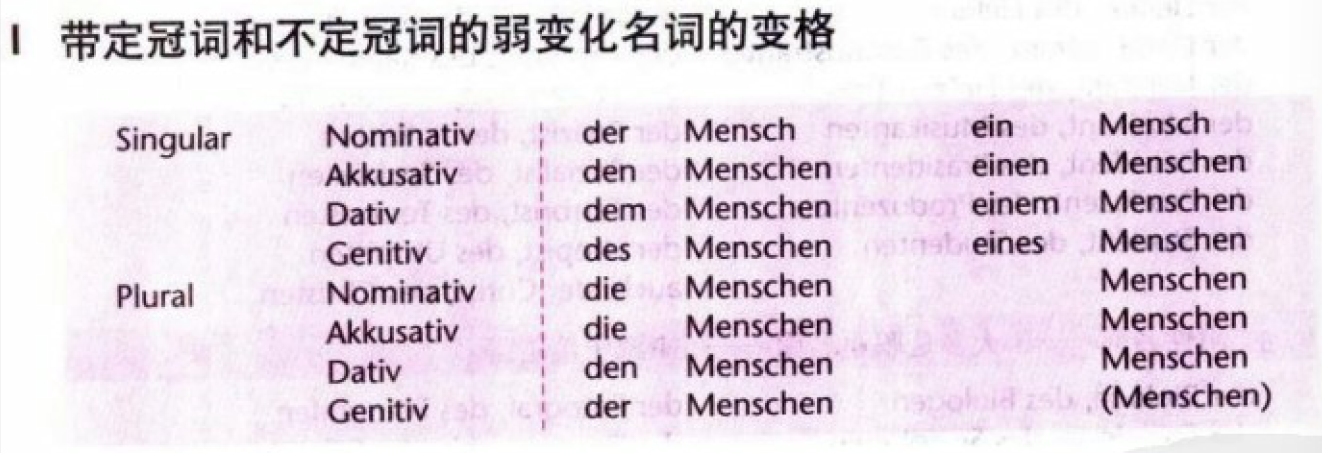 I 带定冠词和不定冠词的弱变化名词的变格
Singular Nominativ der Mensch ein Mensch
Akkusativ den Menschen einen Menschen
Dativ dem Menschen einem Menschen
Genitiv des Menschen eines Menschen
Plural Nominativ die Menschen Menschen
Akkusativ die Menschen Menschen
Dativ den Menschen Menschen
Genitiv der Menschen (Menschen)